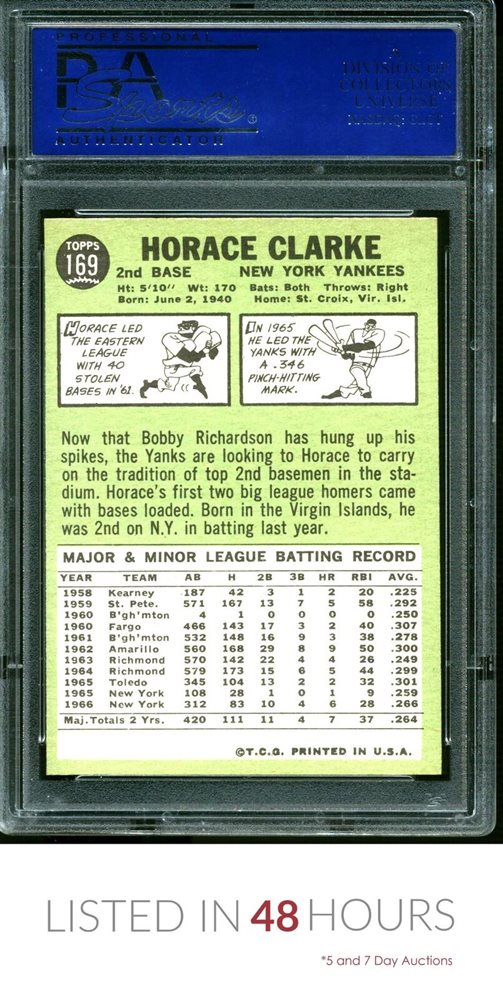 PROFESSIONAL
PSA
Sports ®
AUTHENTICATOR
A
DIVISION OF
COLLECTORS
UNIVERSE
NASDAQ: CLCT
TOPPS
169
HORACE CLARKE
2nd BASE NEW YORK YANKEES
Ht: 5'10" Wt: 170 Bats: Both Throws: Right
Born: June 2, 1940 Home: St. Croix, Vir. Isl.
HORACE LED
THE EASTERN
LEAGUE
WITH 40
STOLEN
BASES IN '61.
IN 1965
HE LED THE
YANKS WITH
A .346
PINCH-HITTING
MARK.
Now that Bobby Richardson has hung up his
spikes, the Yanks are looking to Horace to carry
on the tradition of top 2nd basemen in the sta-
dium. Horace's first two big league homers came
with bases loaded. Born in the Virgin Islands, he
was 2nd on N.Y. in batting last year.
MAJOR & MINOR LEAGUE BATTING RECORD
YEAR TEAM AB H 2B 3B HR RBI AVG.
1958 Kearney 187 42 3 1 2 20 .225
1959 St. Pete. 571 167 13 7 5 58 .292
1960 B'gh'mton 4 1 0 0 0 0 .250
1960 Fargo 466 143 17 3 2 40 .307
1961 B'gh'mton 532 148 16 9 3 38 .278
1962 Amarillo 560 168 29 8 9 50 .300
1963 Richmond 570 142 22 4 4 26 .249
1964 Richmond 579 173 15 6 5 44 .299
1965 Toledo 345 104 13 2 2 32 .301
1965 New York 108 28 1 0 1 9 .259
1966 New York 312 83 10 4 6 28 .266
Maj. Totals 2 Yrs. 420 111 11 4 7 37 .264
©T.C.G. PRINTED IN U.S.A.
LISTED IN 48 HOURS
*5 and 7 Day Auctions